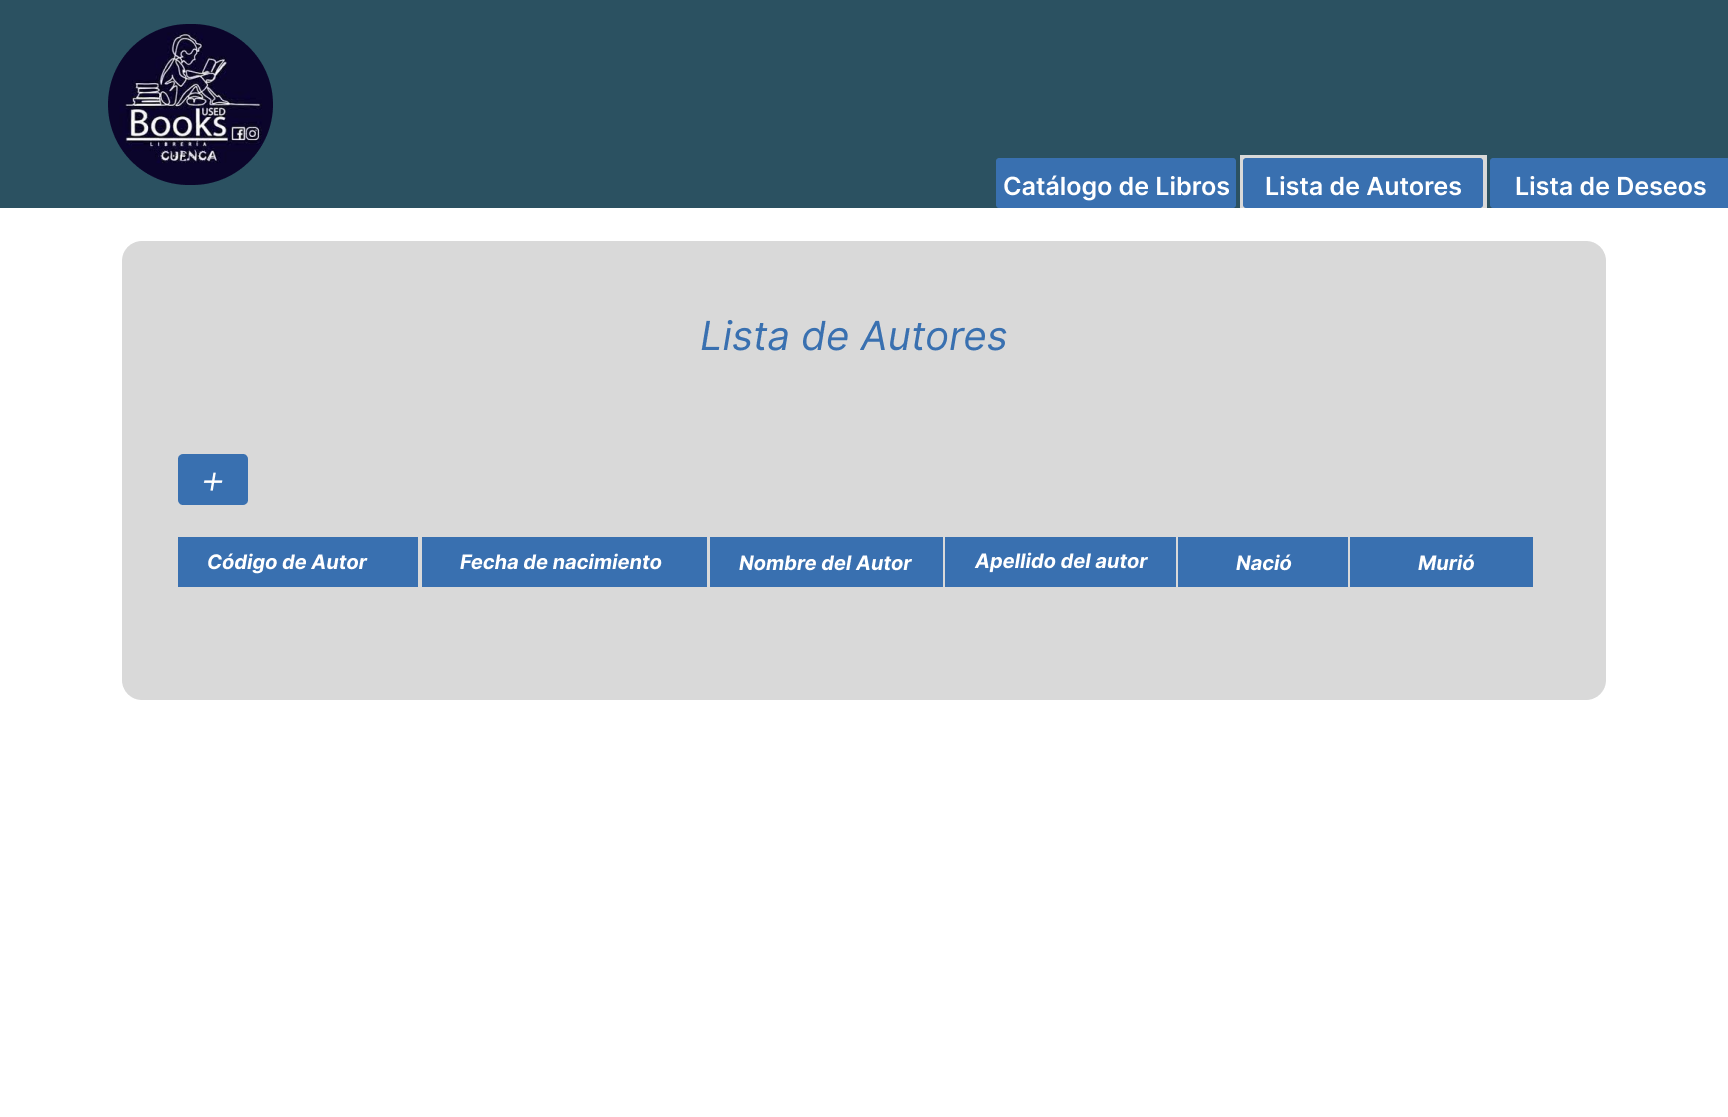 USED
Books
LIBRERÍA
CUENCA
Catálogo de Libros
Lista de Autores
Lista de Deseos
Lista de Autores
+
Código de Autor
Fecha de nacimiento
Nombre del Autor
Apellido del autor
Nació
Murió